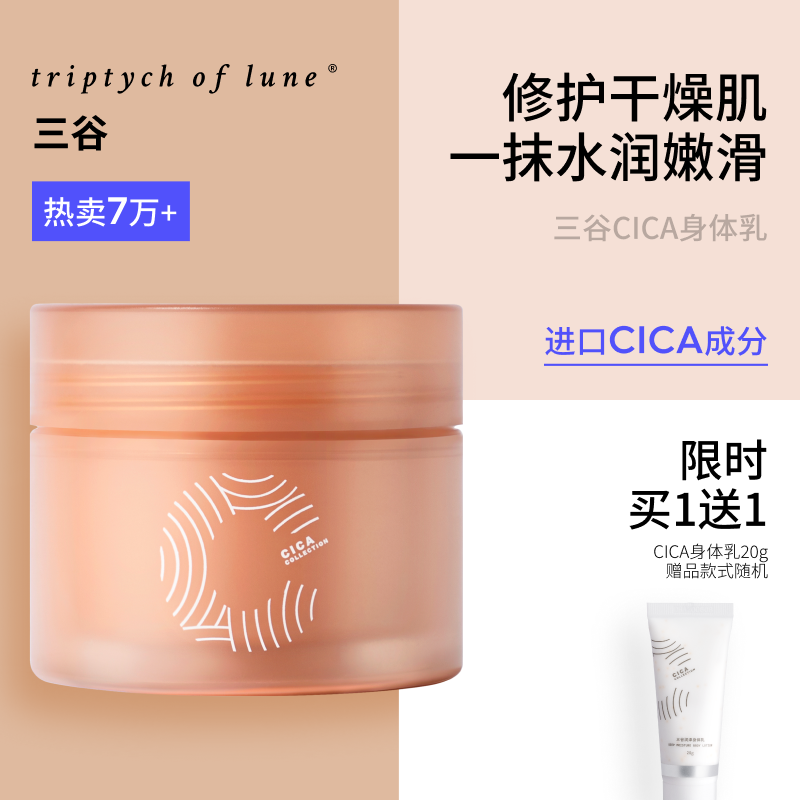 triptych of lune®
三谷
热卖7万+
修护干燥肌
一抹水润嫩滑
三谷CICA身体乳
进口CICA成分
CICA
COLLECTION
限时
买1送1
CICA身体乳20g
赠品款式随机
CICA
COLLECTION
20g